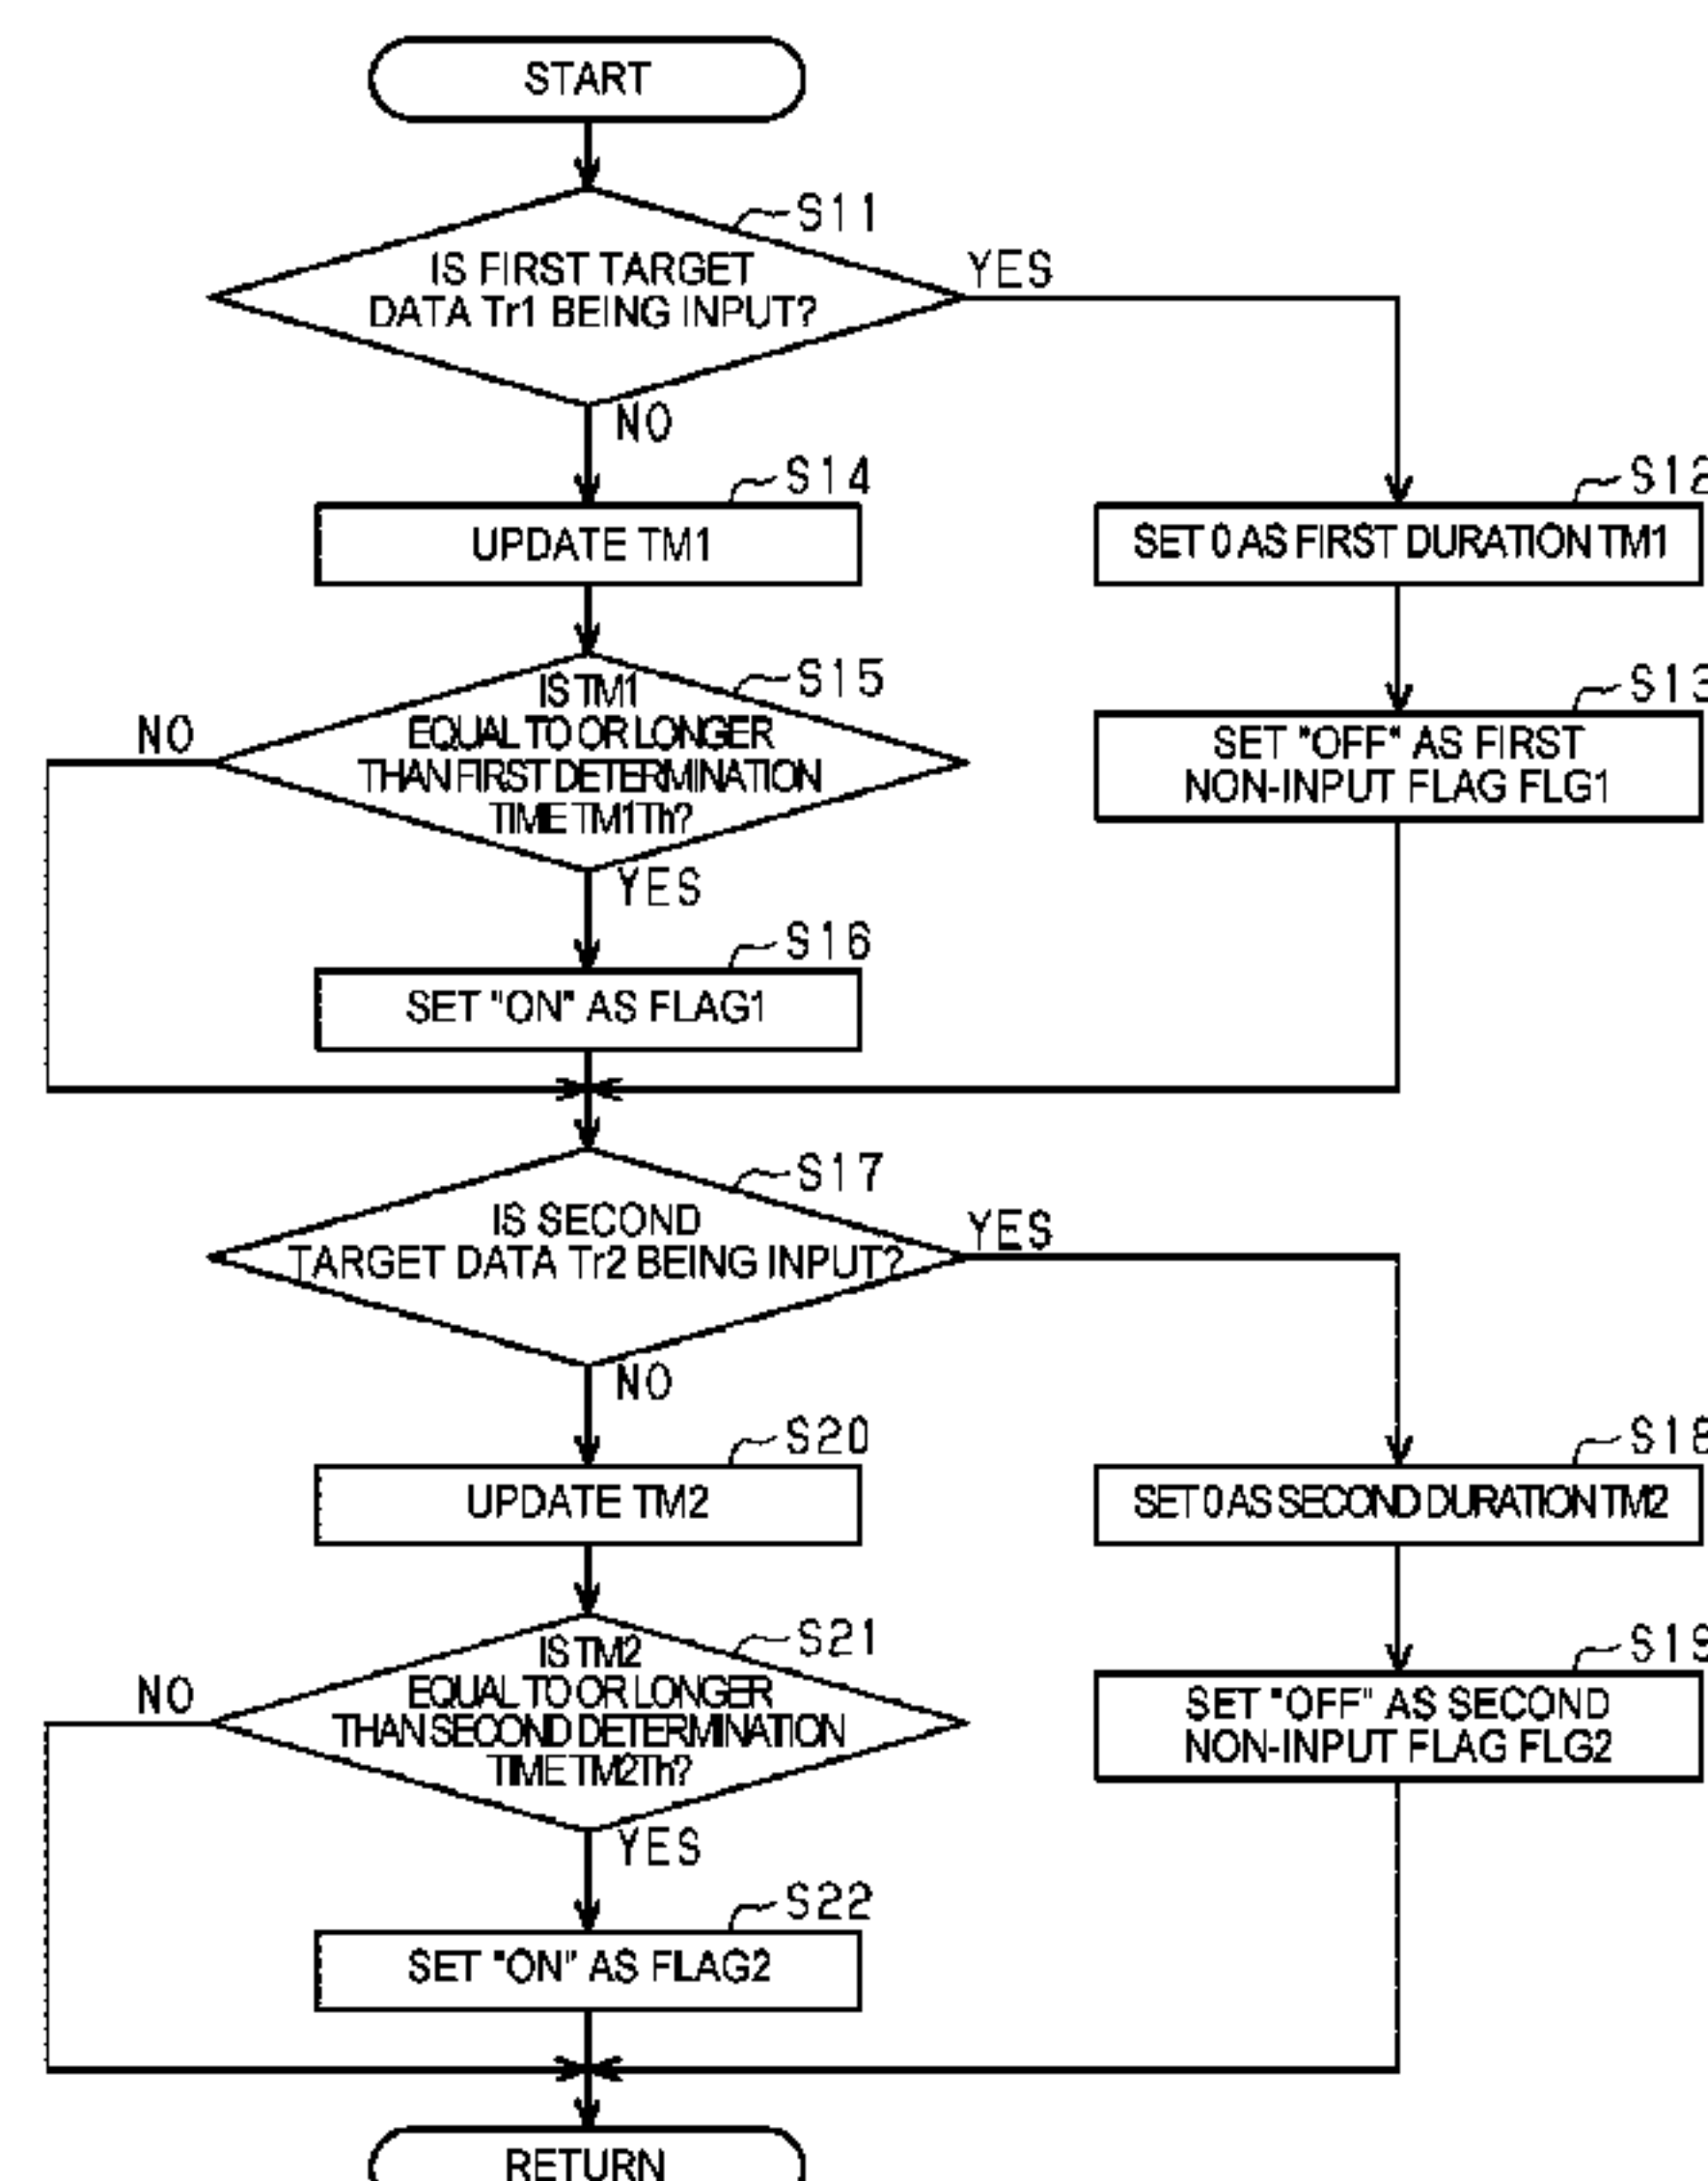 START
S11
IS FIRST TARGET
DATA Tr1 BEING INPUT?
YES
NO
S14
UPDATE TM1
S12
SET 0 AS FIRST DURATION TM1
S15
IS TM1
EQUAL TO OR LONGER
THAN FIRST DETERMINATION
TIME TM1Th?
NO
YES
S13
SET "OFF" AS FIRST
NON-INPUT FLAG FLG1
S16
SET "ON" AS FLAG1
S17
IS SECOND
TARGET DATA Tr2 BEING INPUT?
YES
NO
S20
UPDATE TM2
S18
SET 0 AS SECOND DURATION TM2
S21
IS TM2
EQUAL TO OR LONGER
THAN SECOND DETERMINATION
TIME TM2Th?
NO
YES
S19
SET "OFF" AS SECOND
NON-INPUT FLAG FLG2
S22
SET "ON" AS FLAG2
RETURN